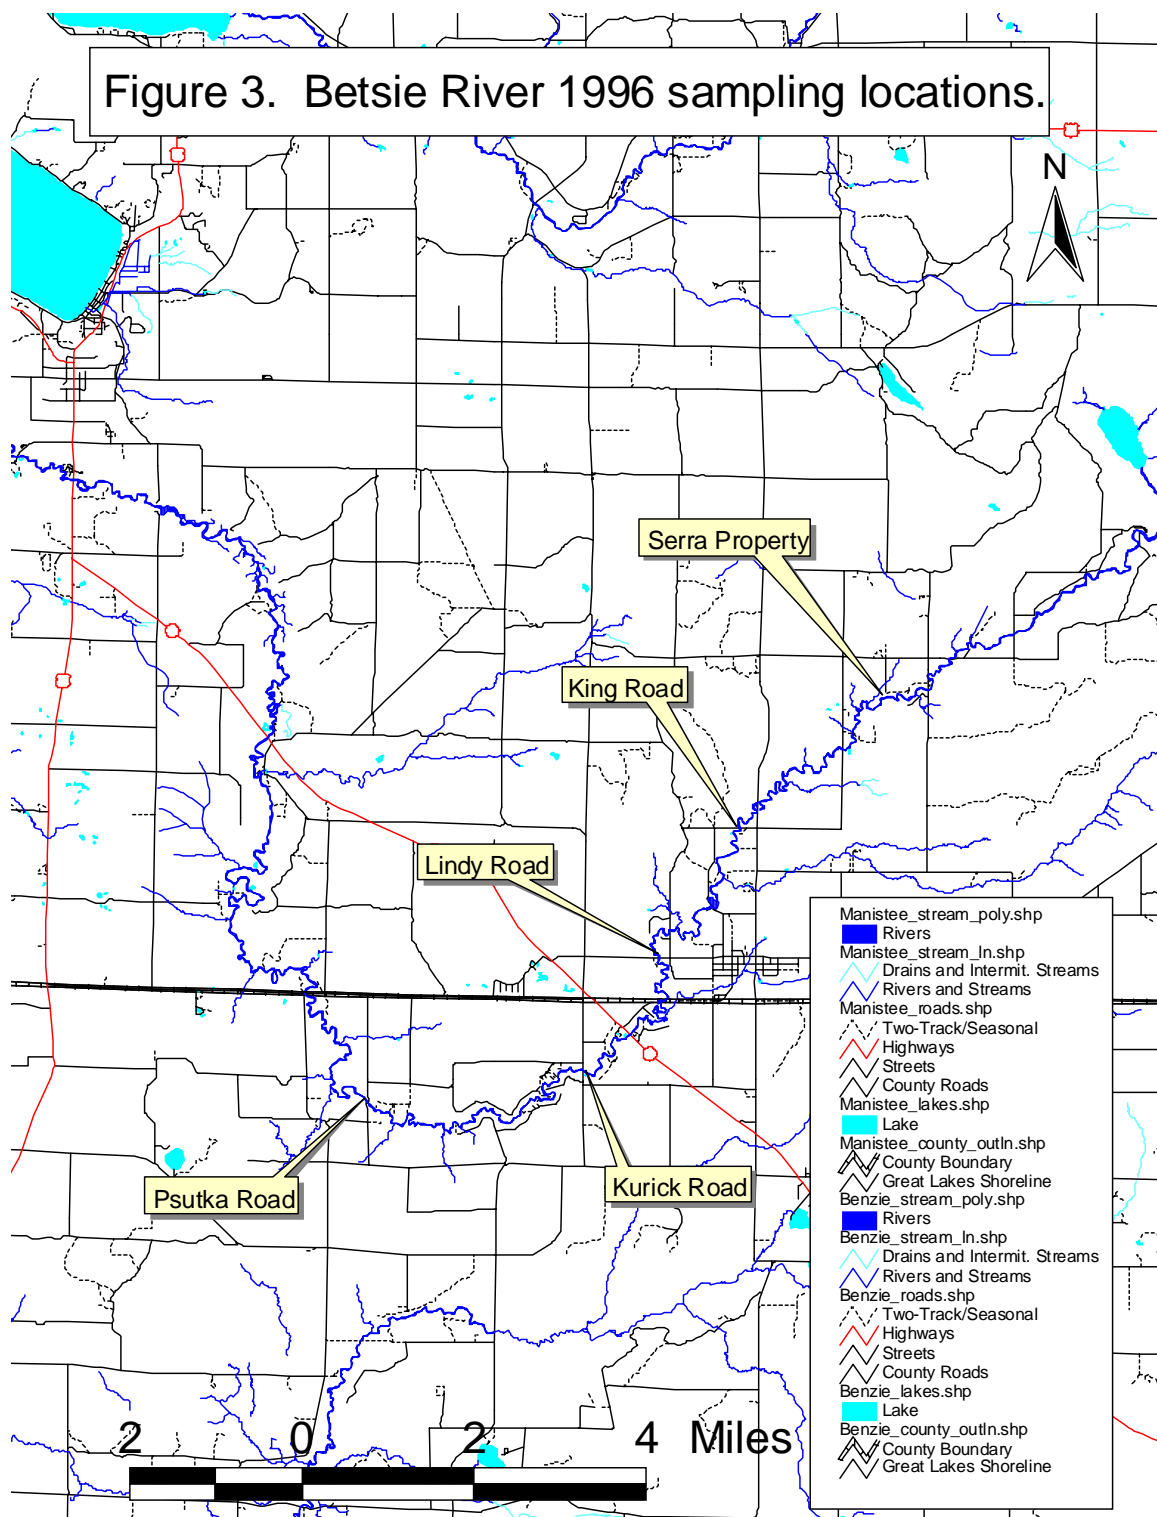 Figure 3.  Betsie River 1996 sampling locations.
N
Serra Property
King Road
Lindy Road
Psutka Road
Kurick Road
Manistee_stream_poly.shp
Rivers
Manistee_stream_ln.shp
Drains and Intermit. Streams
Rivers and Streams
Manistee_roads.shp
Two-Track/Seasonal
Highways
Streets
County Roads
Manistee_lakes.shp
Lake
Manistee_county_outln.shp
County Boundary
Great Lakes Shoreline
Benzie_stream_poly.shp
Rivers
Benzie_stream_ln.shp
Drains and Intermit. Streams
Rivers and Streams
Benzie_roads.shp
Two-Track/Seasonal
Highways
Streets
County Roads
Benzie_lakes.shp
Lake
Benzie_county_outln.shp
County Boundary
Great Lakes Shoreline
2 0 2 4 Miles